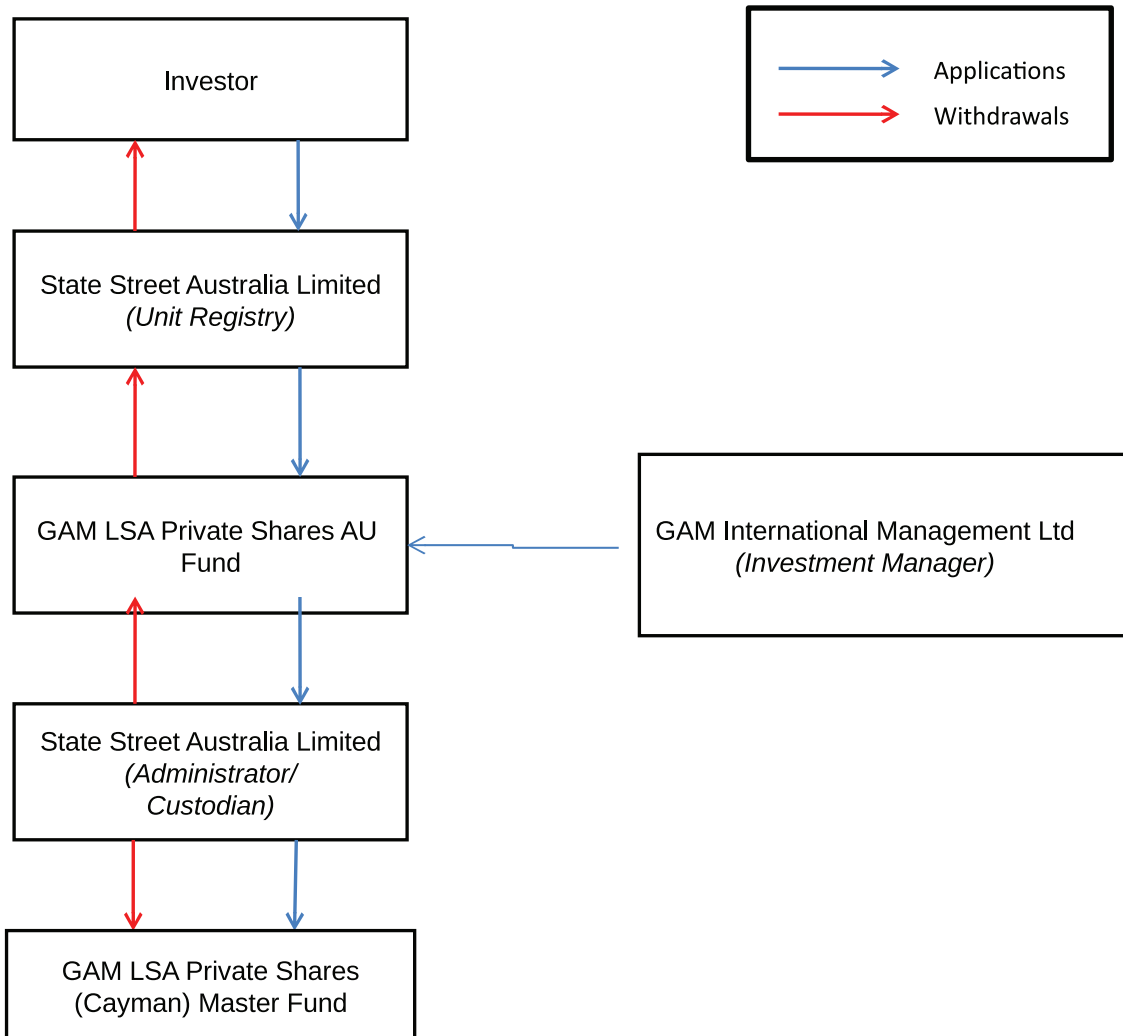 Investor
Applications
Withdrawals
State Street Australia Limited
(Unit Registry)
GAM LSA Private Shares AU
Fund
GAM International Management Ltd
(Investment Manager)
State Street Australia Limited
(Administrator/
Custodian)
GAM LSA Private Shares
(Cayman) Master Fund